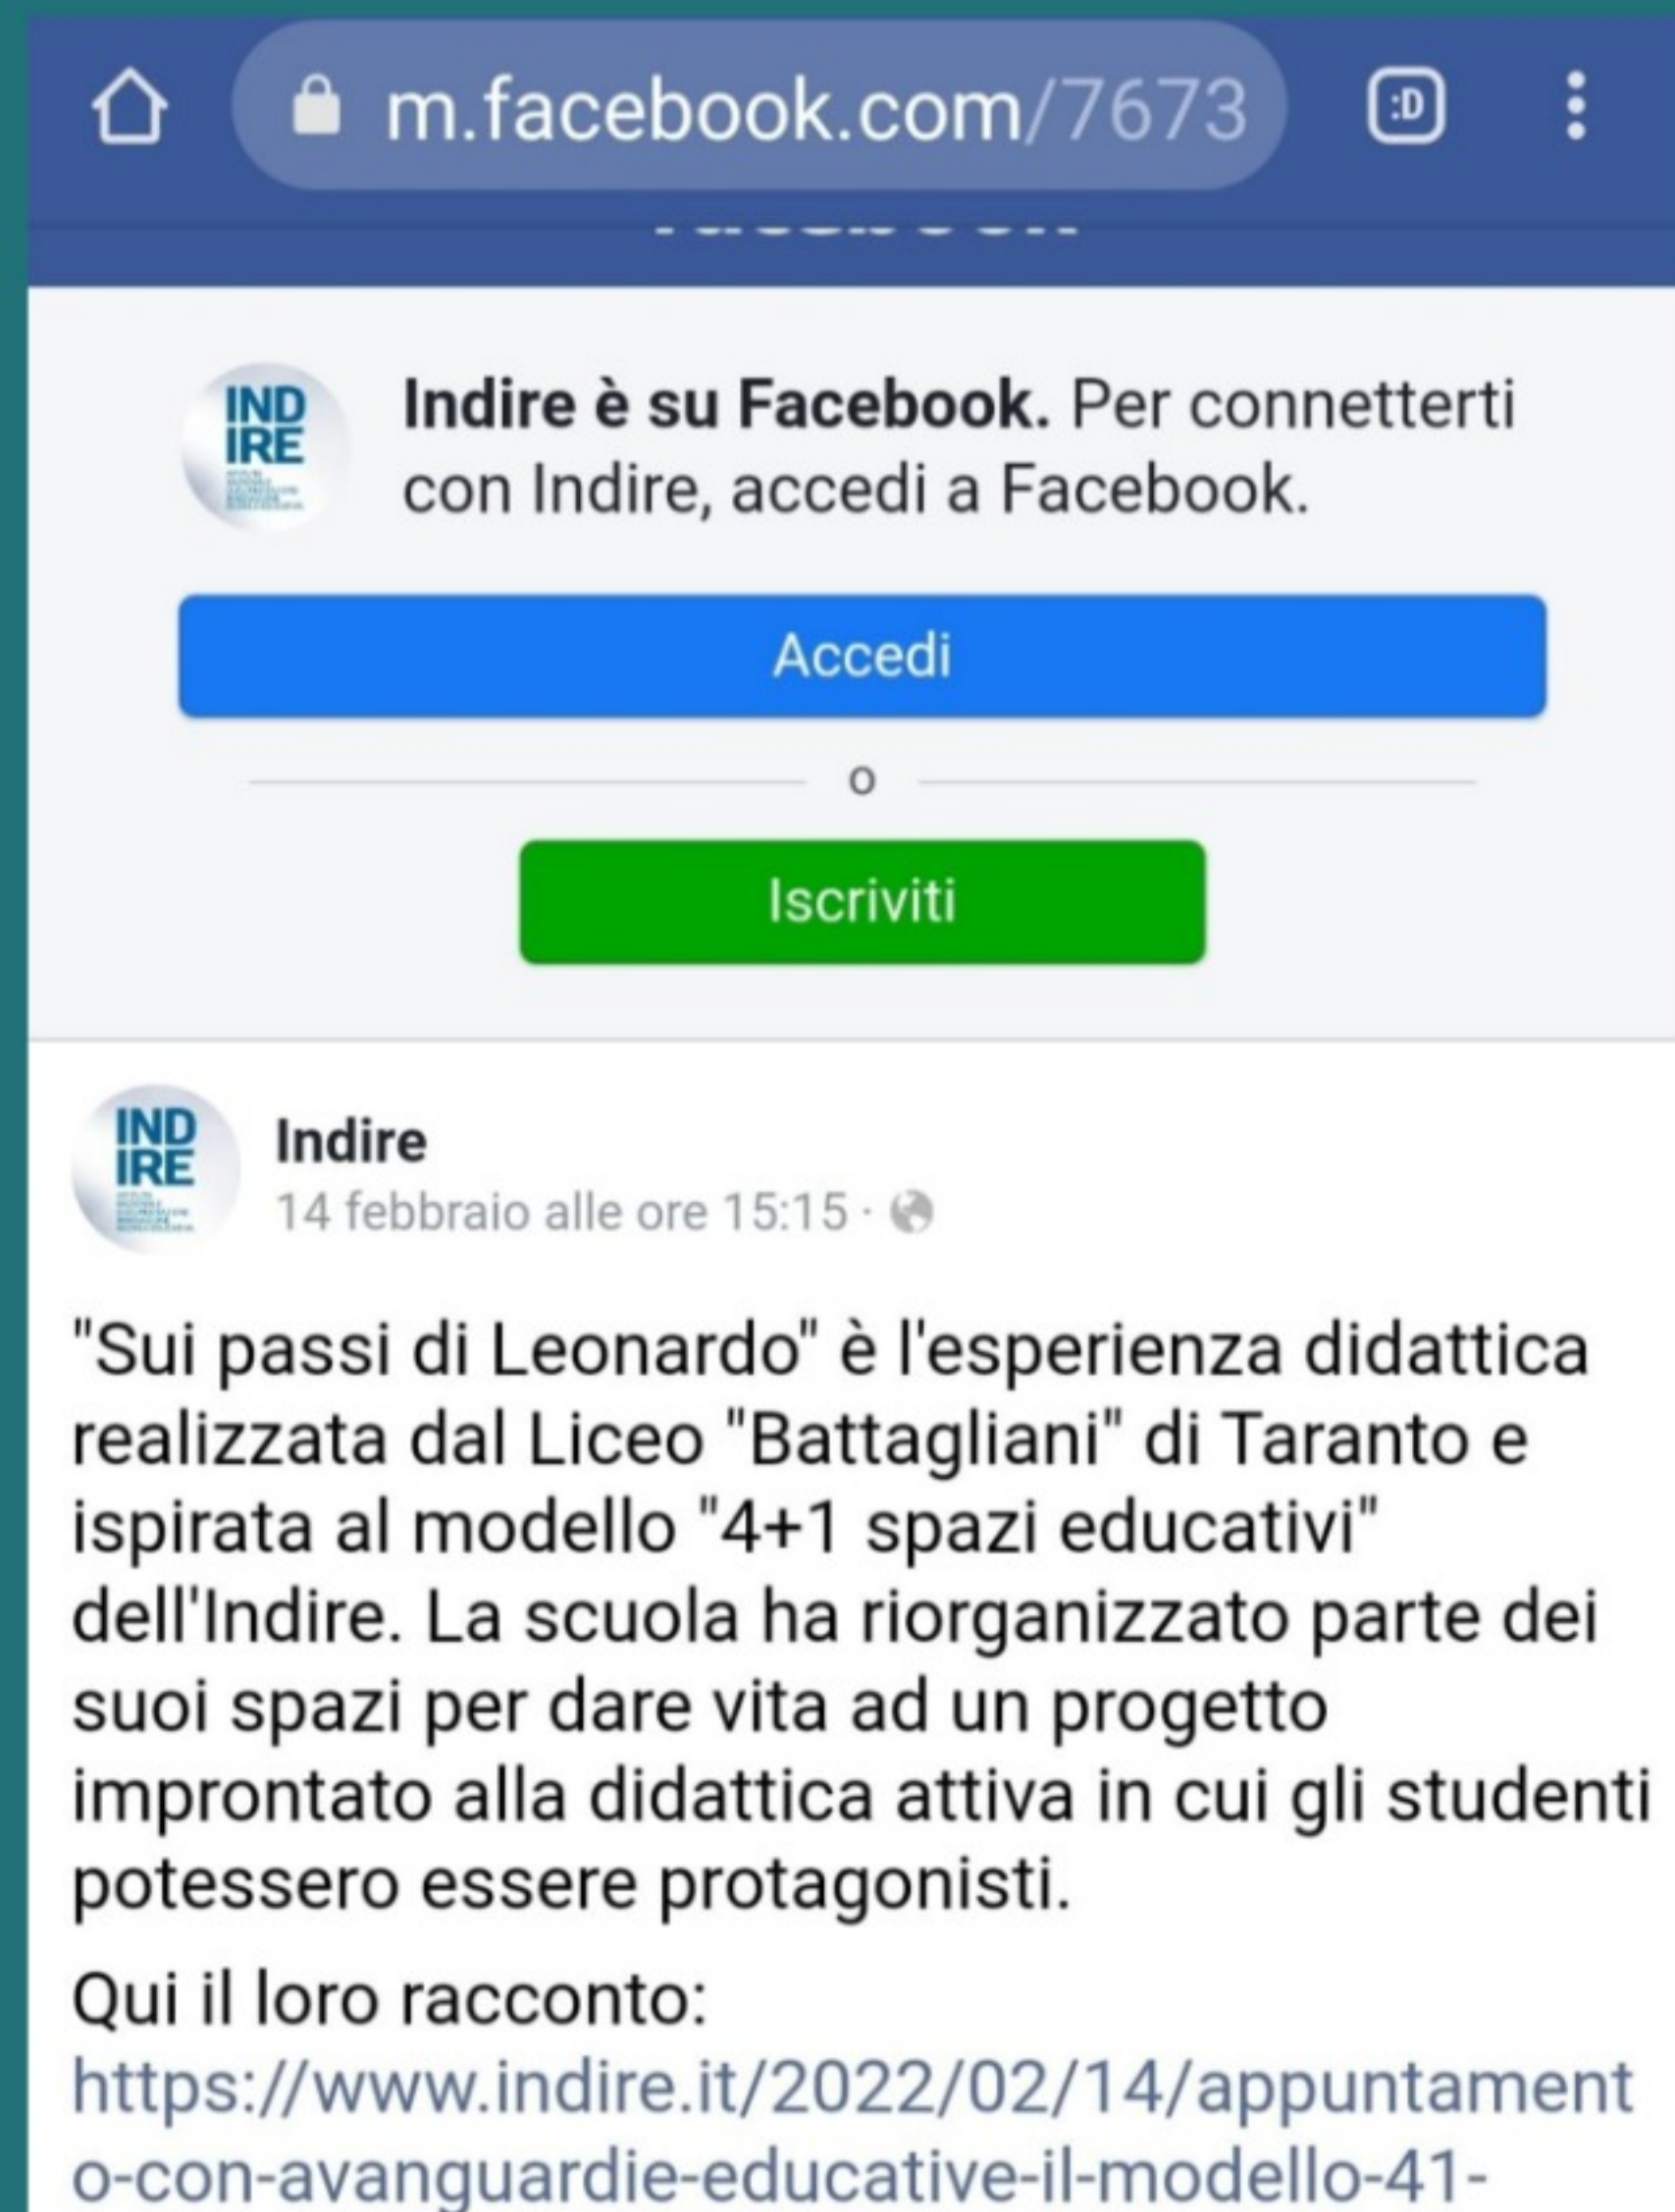 m.facebook.com/7673
:D
IND
IRE
Indire è su Facebook. Per connetterti
con Indire, accedi a Facebook.
Accedi
o
Iscriviti
IND
IRE
Indire
14 febbraio alle ore 15:15 ·
"Sui passi di Leonardo" è l'esperienza didattica
realizzata dal Liceo "Battagliani" di Taranto e
ispirata al modello "4+1 spazi educativi"
dell'Indire. La scuola ha riorganizzato parte dei
suoi spazi per dare vita ad un progetto
improntato alla didattica attiva in cui gli studenti
potessero essere protagonisti.
Qui il loro racconto:
https://www.indire.it/2022/02/14/appuntament
o-con-avanguardie-educative-il-modello-41-